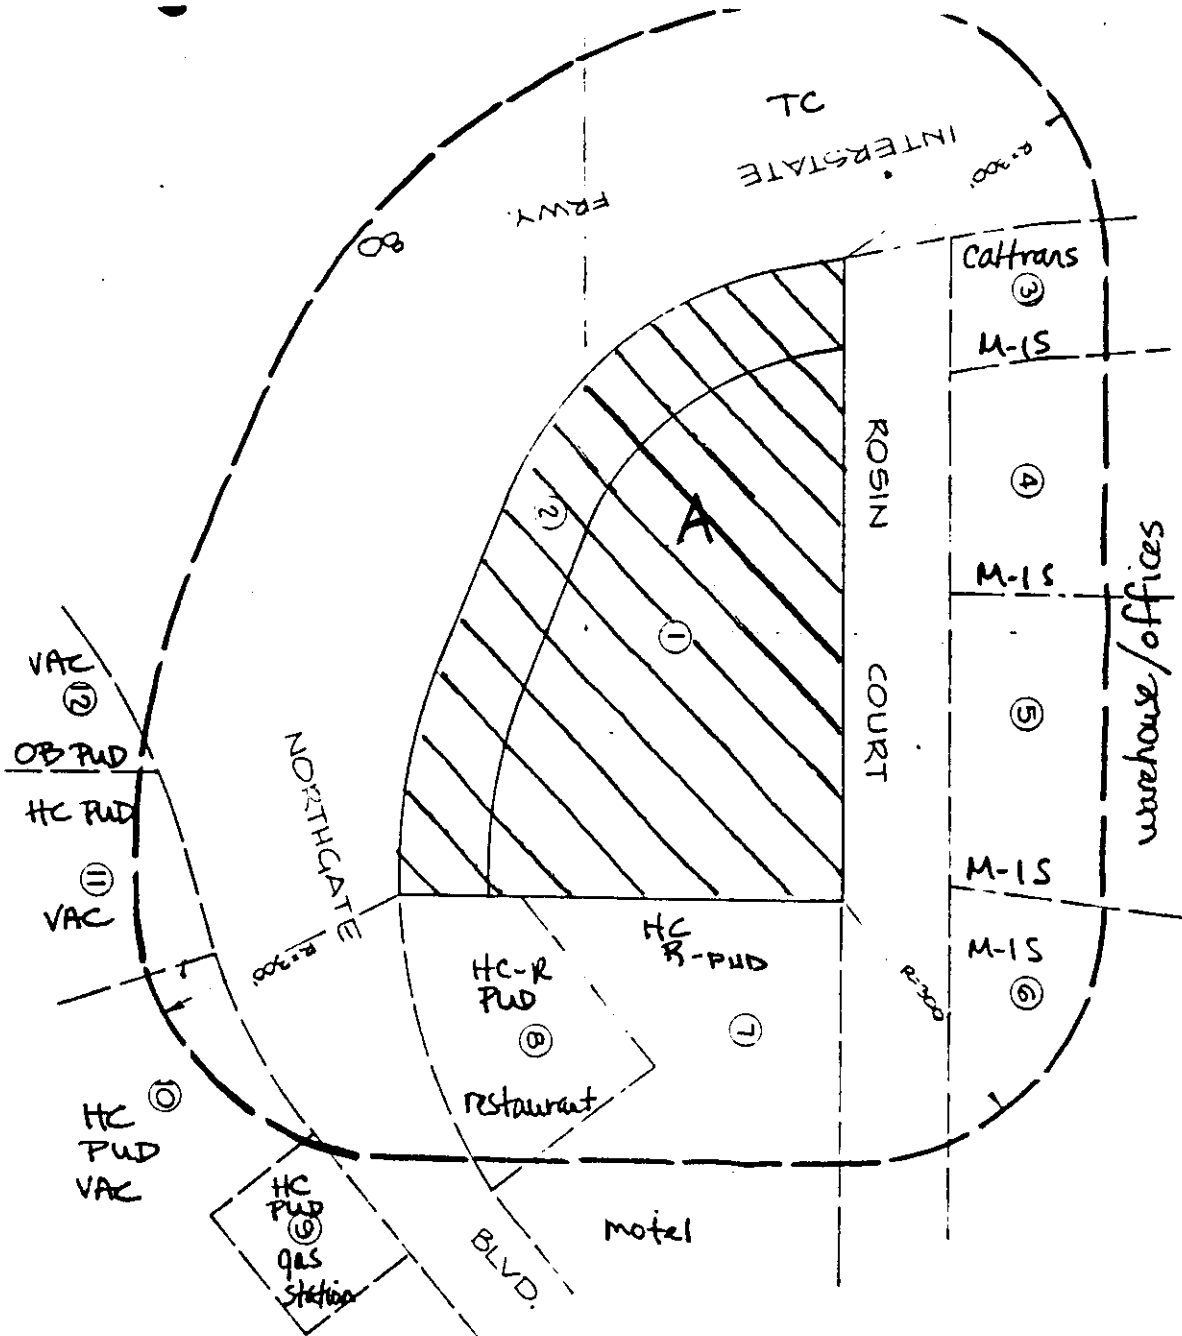 TC
INTERSTATE
R=300'
FRWY.
80
Caltrans
③
M-1S
ROSIN
④
A
②
M-1S
warehouse/offices
①
VAC
⑫
COURT
⑤
OB PUD
HC PUD
NORTHGATE
⑪
VAC
M-1S
HC
R-PUD
M-1S
⑥
R=300'
HC-R
PUD
R=300'
⑧
⑦
⑩
HC
PUD
VAC
restaurant
HC
PUD
⑨
gas
station
motel
BLVD.